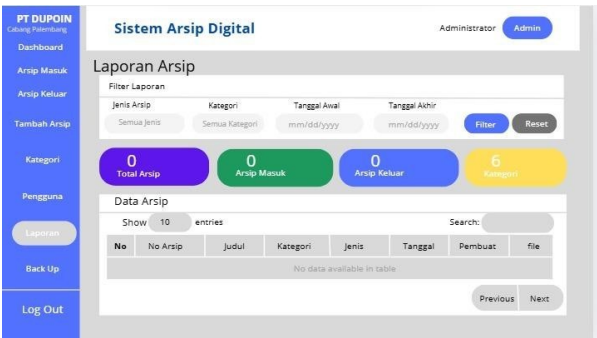 PT DUPOIN
Cabang Palembang
Dashboard
Arsip Masuk
Arsip Keluar
Tambah Arsip
Kategori
Pengguna
Laporan
Back Up
Log Out
Sistem Arsip Digital
Administrator Admin
Laporan Arsip
Filter Laporan
Jenis Arsip Kategori Tanggal Awal Tanggal Akhir
Semua Jenis Semua Kategori mm/dd/yyyy mm/dd/yyyy Filter Reset
0 0 0 6
Total Arsip Arsip Masuk Arsip Keluar Kategori
Data Arsip
Show 10 entries Search:
No No Arsip Judul Kategori Jenis Tanggal Pembuat file
No data available in table
Previous Next